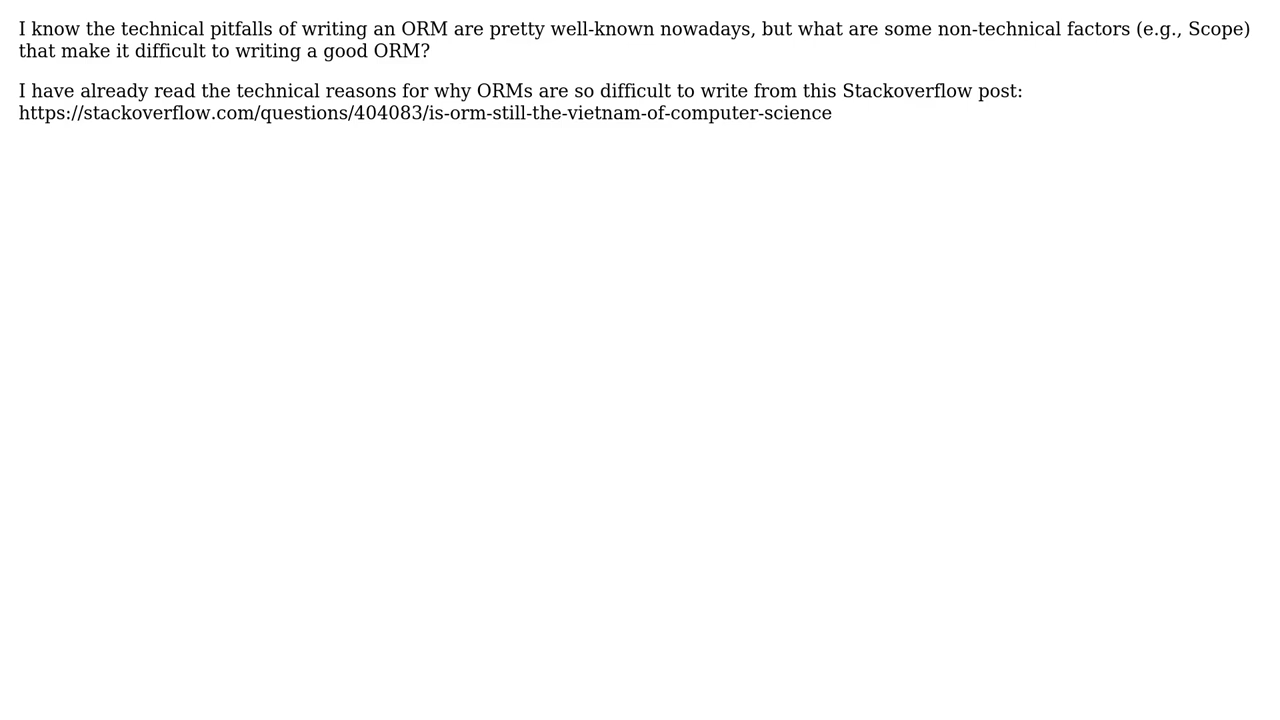 I know the technical pitfalls of writing an ORM are pretty well-known nowadays, but what are some non-technical factors (e.g., Scope)
that make it difficult to writing a good ORM?
I have already read the technical reasons for why ORMs are so difficult to write from this Stackoverflow post:
https://stackoverflow.com/questions/404083/is-orm-still-the-vietnam-of-computer-science